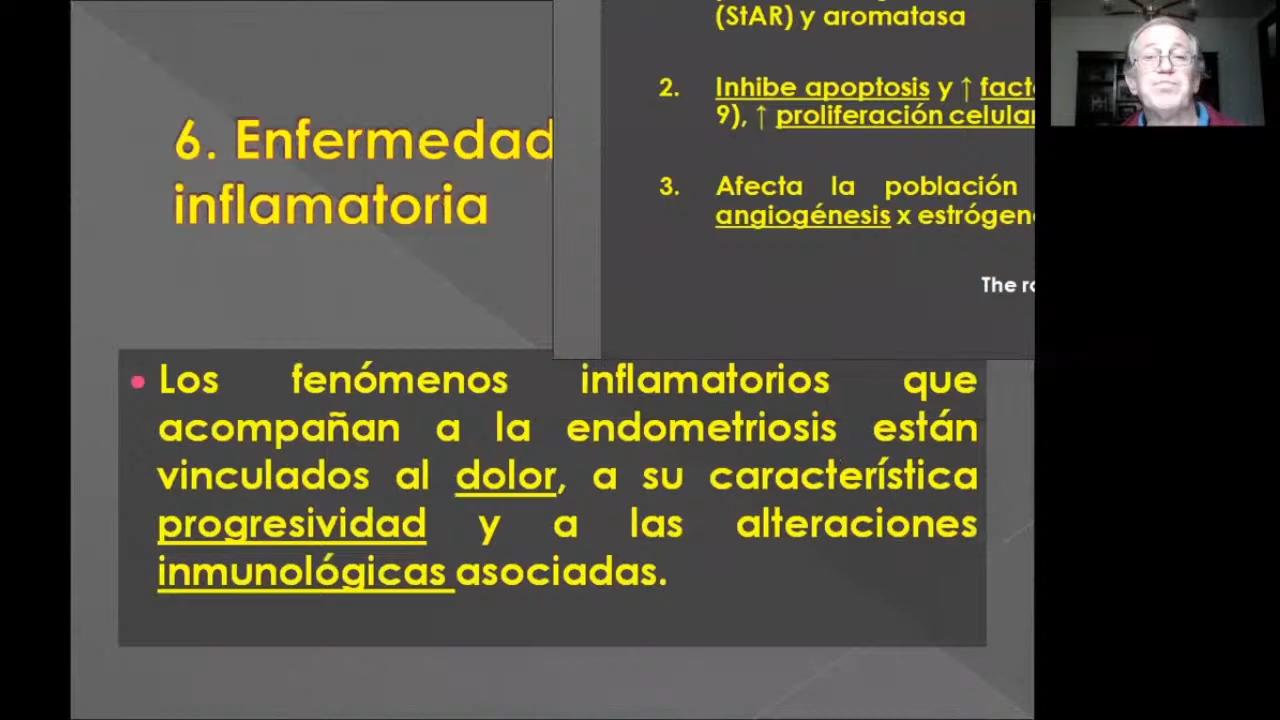 6. Enfermedad
inflamatoria
(StAR) y aromatasa
2. Inhibe apoptosis y ↑
9), ↑ proliferación celular
3. Afecta la población
angiogénesis x
The
• Los fenómenos inflamatorios que
acompañan a la endometriosis están
vinculados al dolor, a su característica
progresividad y a las alteraciones
inmunológicas asociadas.